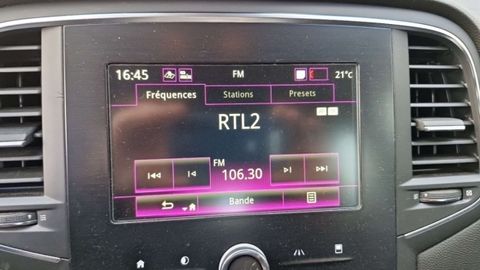 16:45 FM 21°C
Fréquences Stations Presets
RTL2
FM
106.30
Bande